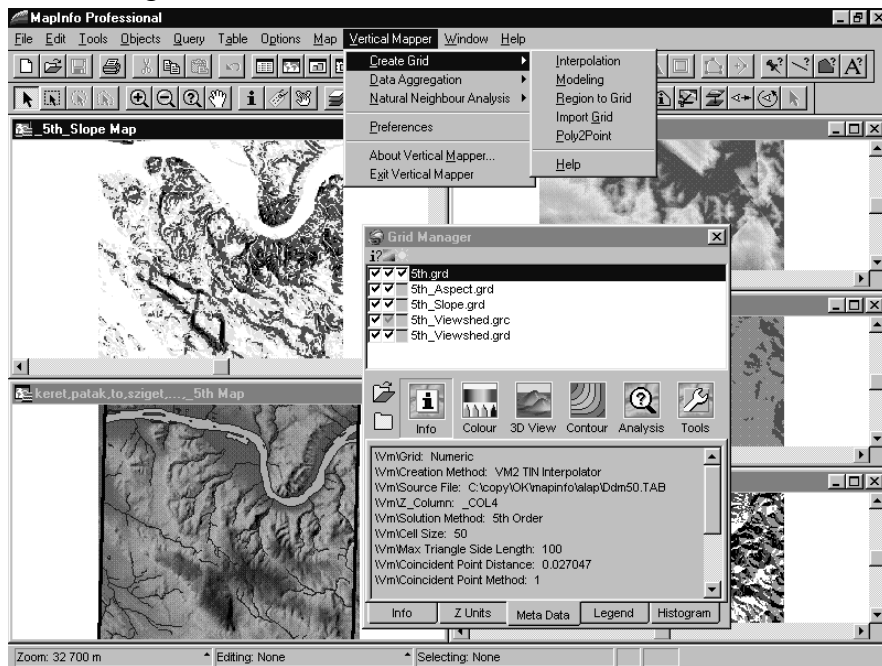 MapInfo Professional
File Edit Tools Objects Query Table Options Map Vertical Mapper Window Help
Create Grid
Data Aggregation
Natural Neighbour Analysis
Preferences
About Vertical Mapper...
Exit Vertical Mapper
Interpolation
Modeling
Region to Grid
Import Grid
Poly2Point
Help
_5th_Slope Map
Grid Manager
i?
5th.grd
5th_Aspect.grd
5th_Slope.grd
5th_Viewshed.grc
5th_Viewshed.grd
Info Colour 3D View Contour Analysis Tools
\Vm\Grid: Numeric
\Vm\Creation Method: VM2 TIN Interpolator
\Vm\Source File: C:\copy\OK\mapinfo\alap\Ddm50.TAB
\Vm\Z_Column: _COL4
\Vm\Solution Method: 5th Order
\Vm\Cell Size: 50
\Vm\Max Triangle Side Length: 100
\Vm\Coincident Point Distance: 0.027047
\Vm\Coincident Point Method: 1
Info Z Units Meta Data Legend Histogram
keret,patak,to,sziget,...,_5th Map
Zoom: 32 700 m Editing: None Selecting: None